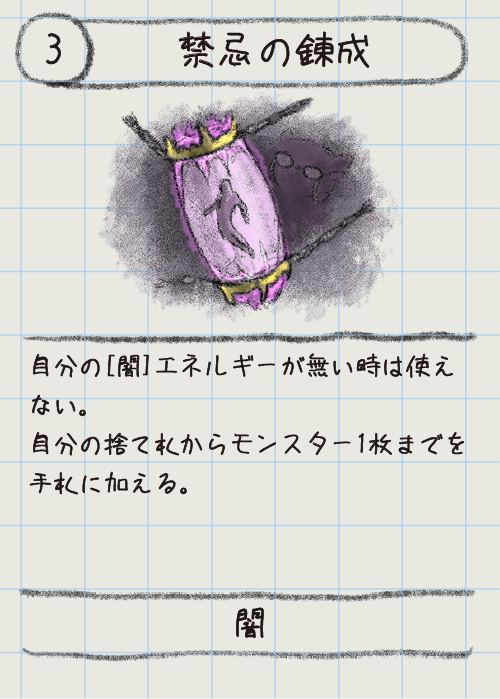 3
禁忌の錬成
自分の[闇]エネルギーが無い時は使え
ない。
自分の捨て札からモンスター1枚までを
手札に加える。
闇